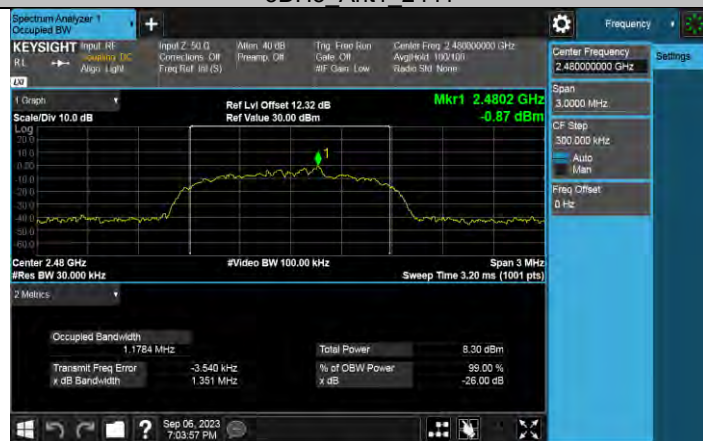 Spectrum Analyzer 1
Occupied BW
+
Frequency
KEYSIGHT
Input: RF
Coupling: DC
Align: Light
Input Z: 50 Ω
Corrections: Off
Freq Ref: Int (S)
Atten: 40 dB
Preamp: Off
Trig: Free Run
Gate: Off
#IF Gain: Low
Center Freq: 2.480000000 GHz
Avg|Hold: 100/100
Radio Std: None
RL
LXI
Center Frequency
2.480000000 GHz
Settings
Span
3.0000 MHz
CF Step
300.000 kHz
Auto
Man
Freq Offset
0 Hz
1 Graph
Scale/Div 10.0 dB
Ref Lvl Offset 12.32 dB
Ref Value 30.00 dBm
Mkr1 2.4802 GHz
-0.87 dBm
Log
20.0
10.0
0.00
-10.0
-20.0
-30.0
-40.0
-50.0
-60.0
1
Center 2.48 GHz
#Res BW 30.000 kHz
#Video BW 100.00 kHz
Span 3 MHz
Sweep Time 3.20 ms (1001 pts)
2 Metrics
Occupied Bandwidth
1.1784 MHz
Total Power 8.30 dBm
Transmit Freq Error -3.540 kHz
% of OBW Power 99.00 %
x dB Bandwidth 1.351 MHz
x dB -26.00 dB
?
Sep 06, 2023
7:03:57 PM